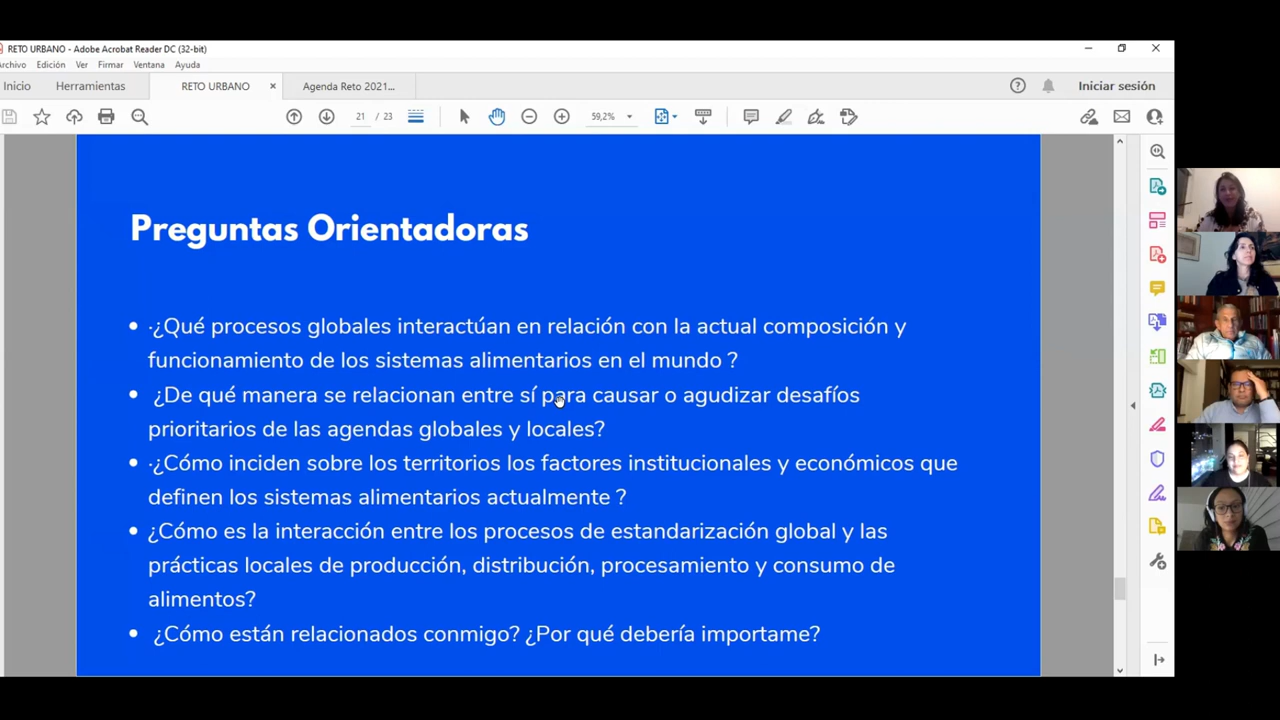 RETO URBANO - Adobe Acrobat Reader DC (32-bit)
Archivo Edición Ver Firmar Ventana Ayuda
Inicio Herramientas RETO URBANO × Agenda Reto 2021... Iniciar sesión
21 / 23 59,2%
Preguntas Orientadoras
• ·¿Qué procesos globales interactúan en relación con la actual composición y
funcionamiento de los sistemas alimentarios en el mundo ?
• ¿De qué manera se relacionan entre sí para causar o agudizar desafíos
prioritarios de las agendas globales y locales?
• ·¿Cómo inciden sobre los territorios los factores institucionales y económicos que
definen los sistemas alimentarios actualmente ?
• ¿Cómo es la interacción entre los procesos de estandarización global y las
prácticas locales de producción, distribución, procesamiento y consumo de
alimentos?
• ¿Cómo están relacionados conmigo? ¿Por qué debería importame?